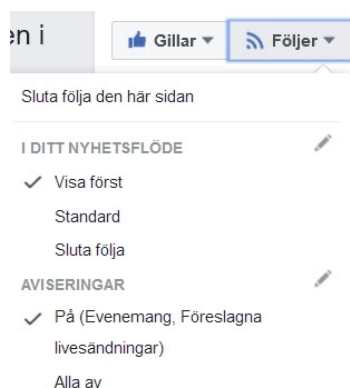 en i
Gillar Följer
Sluta följa den här sidan
I DITT NYHETSFLÖDE
Visa först
Standard
Sluta följa
AVISERINGAR
På (Evenemang, Föreslagna
livesändningar)
Alla av